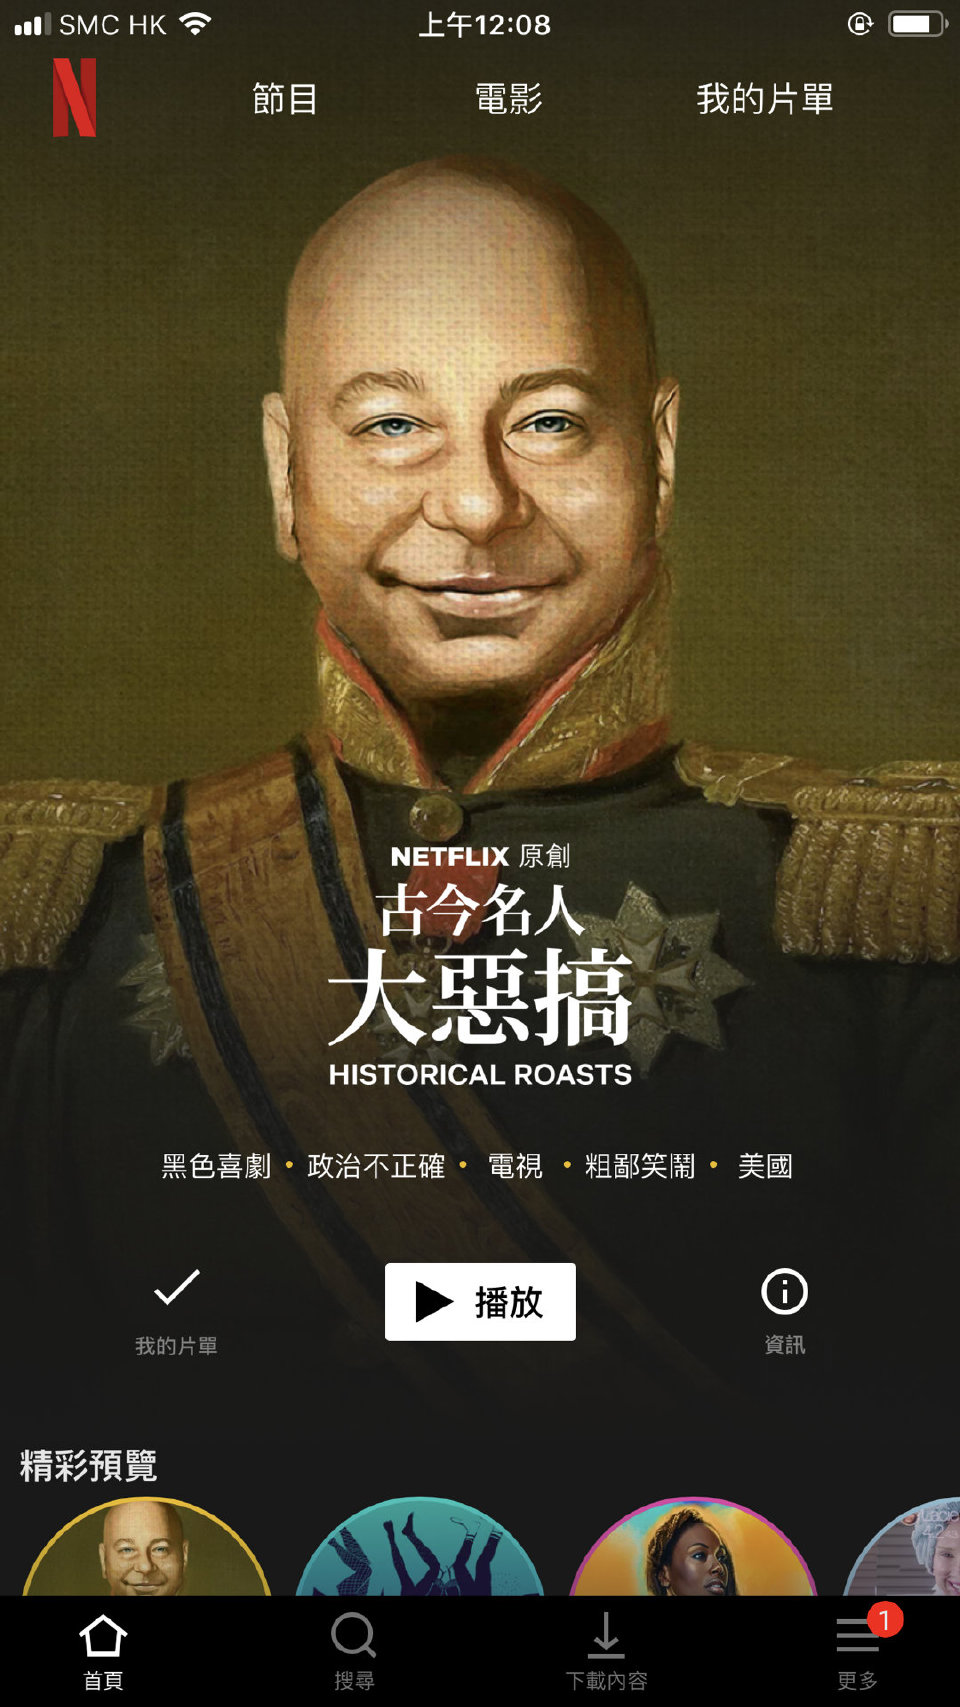 SMC HK 上午12:08
節目 電影 我的片單
NETFLIX 原創
古今名人
大惡搞
HISTORICAL ROASTS
黑色喜劇 • 政治不正確 • 電視 • 粗鄙笑鬧 • 美國
我的片單 播放 資訊
精彩預覽
Lacie
4.2
1
首頁 搜尋 下載內容 更多